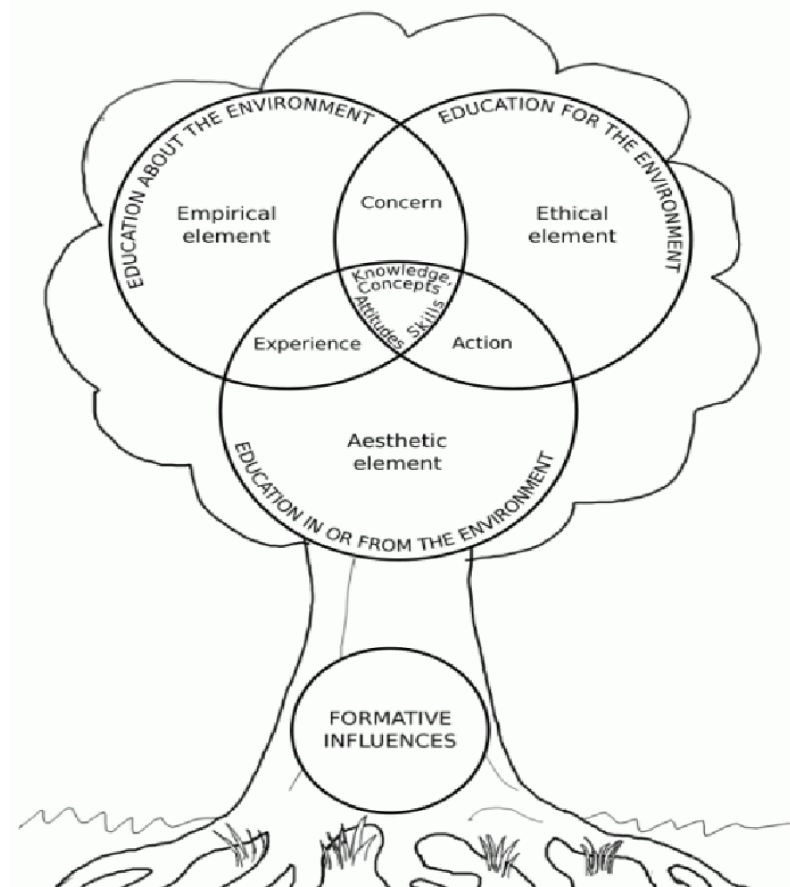 EDUCATION ABOUT THE ENVIRONMENT
EDUCATION FOR THE ENVIRONMENT
Concern
Empirical
element
Ethical
element
Knowledge,
Concepts
Attitudes
Skills
Experience
Action
Aesthetic
element
EDUCATION IN OR FROM THE ENVIRONMENT
FORMATIVE
INFLUENCES